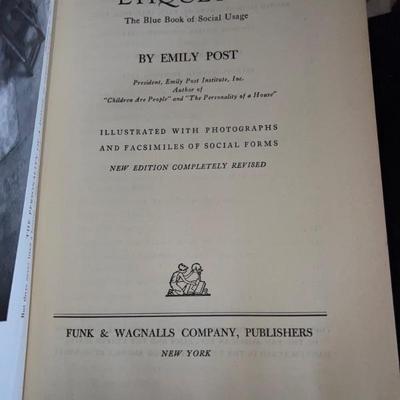 The Blue Book of Social Usage
BY EMILY POST
President, Emily Post Institute, Inc.
Author of
"Children Are People" and "The Personality of a House"
ILLUSTRATED WITH PHOTOGRAPHS
AND FACSIMILES OF SOCIAL FORMS
NEW EDITION COMPLETELY REVISED
FUNK & WAGNALLS COMPANY, PUBLISHERS
NEW YORK